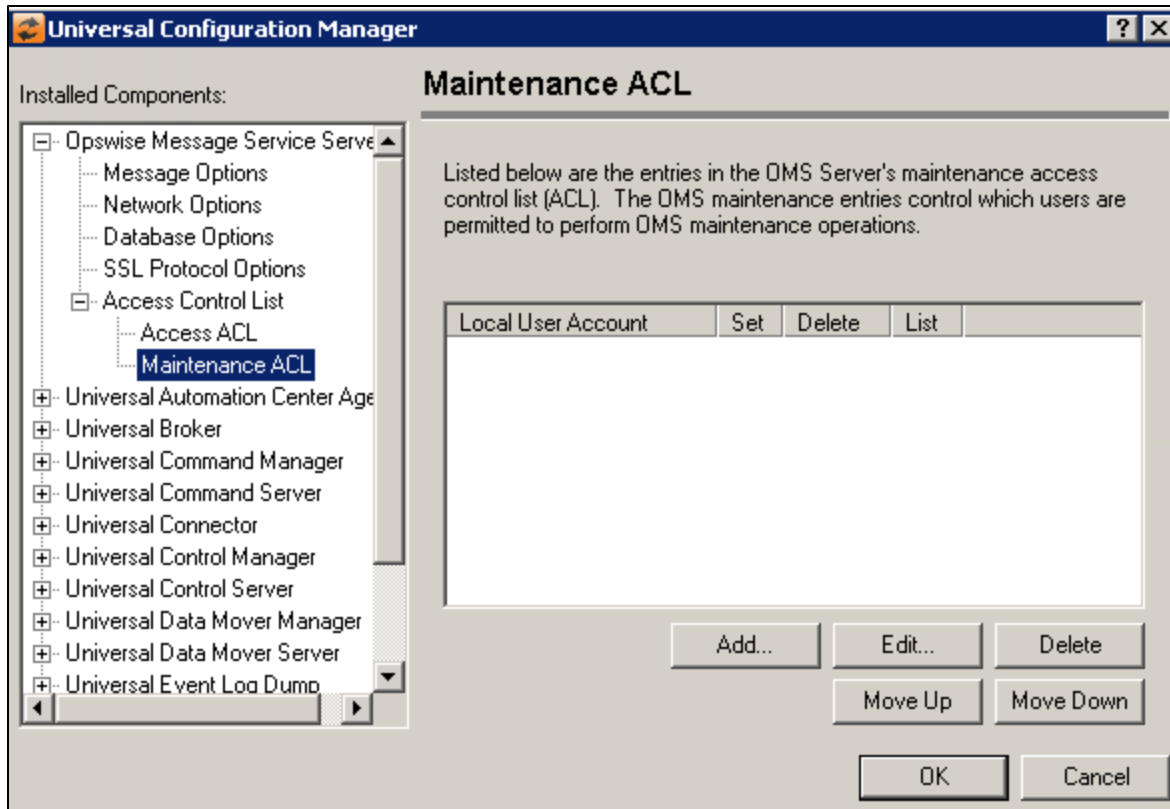 Universal Configuration Manager
Installed Components:
Opswise Message Service Serve
Message Options
Network Options
Database Options
SSL Protocol Options
Access Control List
Access ACL
Maintenance ACL
Universal Automation Center Age
Universal Broker
Universal Command Manager
Universal Command Server
Universal Connector
Universal Control Manager
Universal Control Server
Universal Data Mover Manager
Universal Data Mover Server
Universal Event Log Dump
Maintenance ACL
Listed below are the entries in the OMS Server's maintenance access
control list (ACL). The OMS maintenance entries control which users are
permitted to perform OMS maintenance operations.
Local User Account Set Delete List
Add... Edit... Delete
Move Up Move Down
OK Cancel